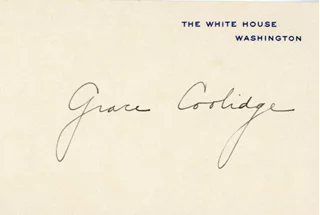 THE WHITE HOUSE
WASHINGTON
Grace Coolidge